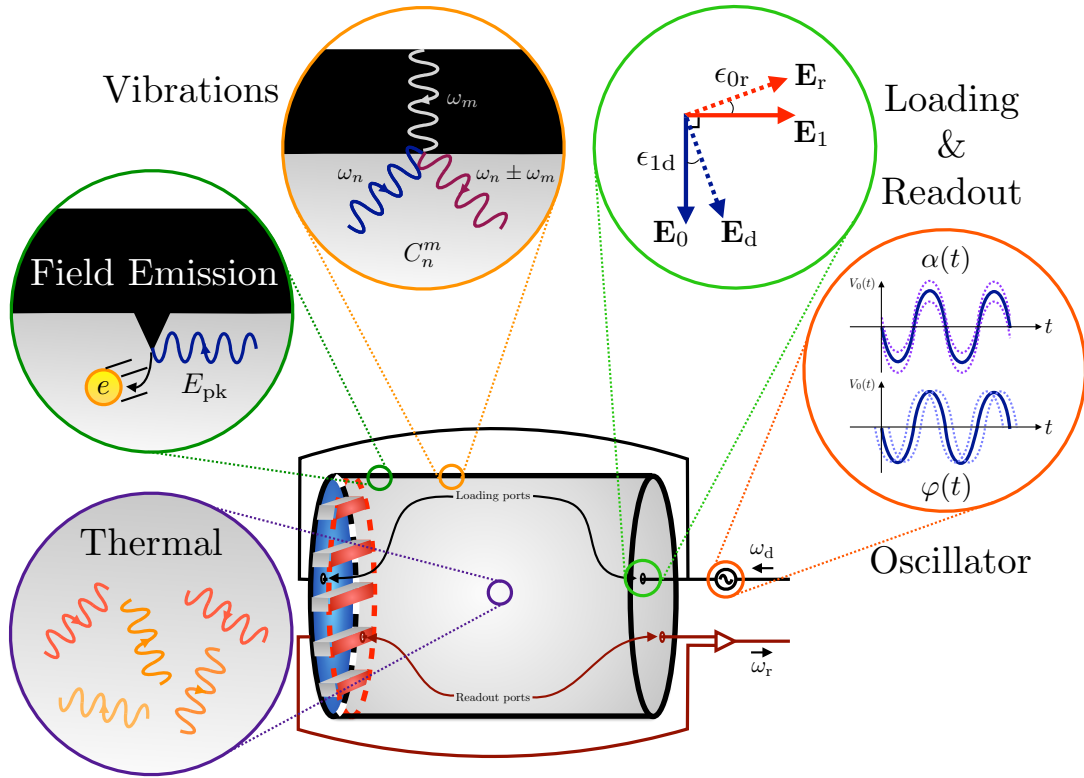 Vibrations
ω_m
ω_n
ω_n ± ω_m
C_n^m
ϵ_0r
E_r
E_1
ϵ_1d
E_0
E_d
Loading
&
Readout
Field Emission
e
E_pk
α(t)
V_0(t)
t
V_0(t)
t
φ(t)
Oscillator
Thermal
Loading ports
Readout ports
ω_d
ω_r